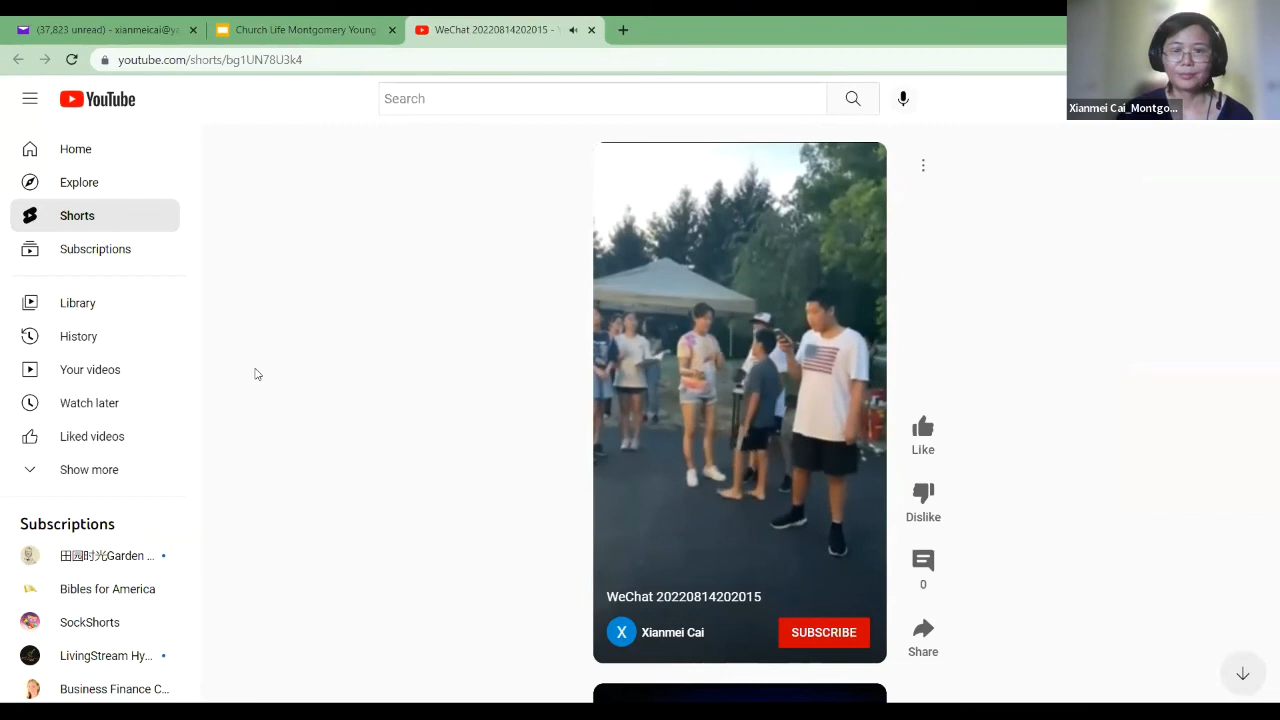 (37,823 unread) - xianmeicai@ya
Church Life Montgomery Young
WeChat 20220814202015 -
youtube.com/shorts/bg1UN78U3k4
Xianmei Cai_Montgo...
YouTube
Search
Home
Explore
Shorts
Subscriptions
Library
History
Your videos
Watch later
Liked videos
Show more
Subscriptions
田园时光Garden ...
Bibles for America
SockShorts
LivingStream Hy...
Business Finance C...
Like
Dislike
0
Share
WeChat 20220814202015
X
Xianmei Cai
SUBSCRIBE